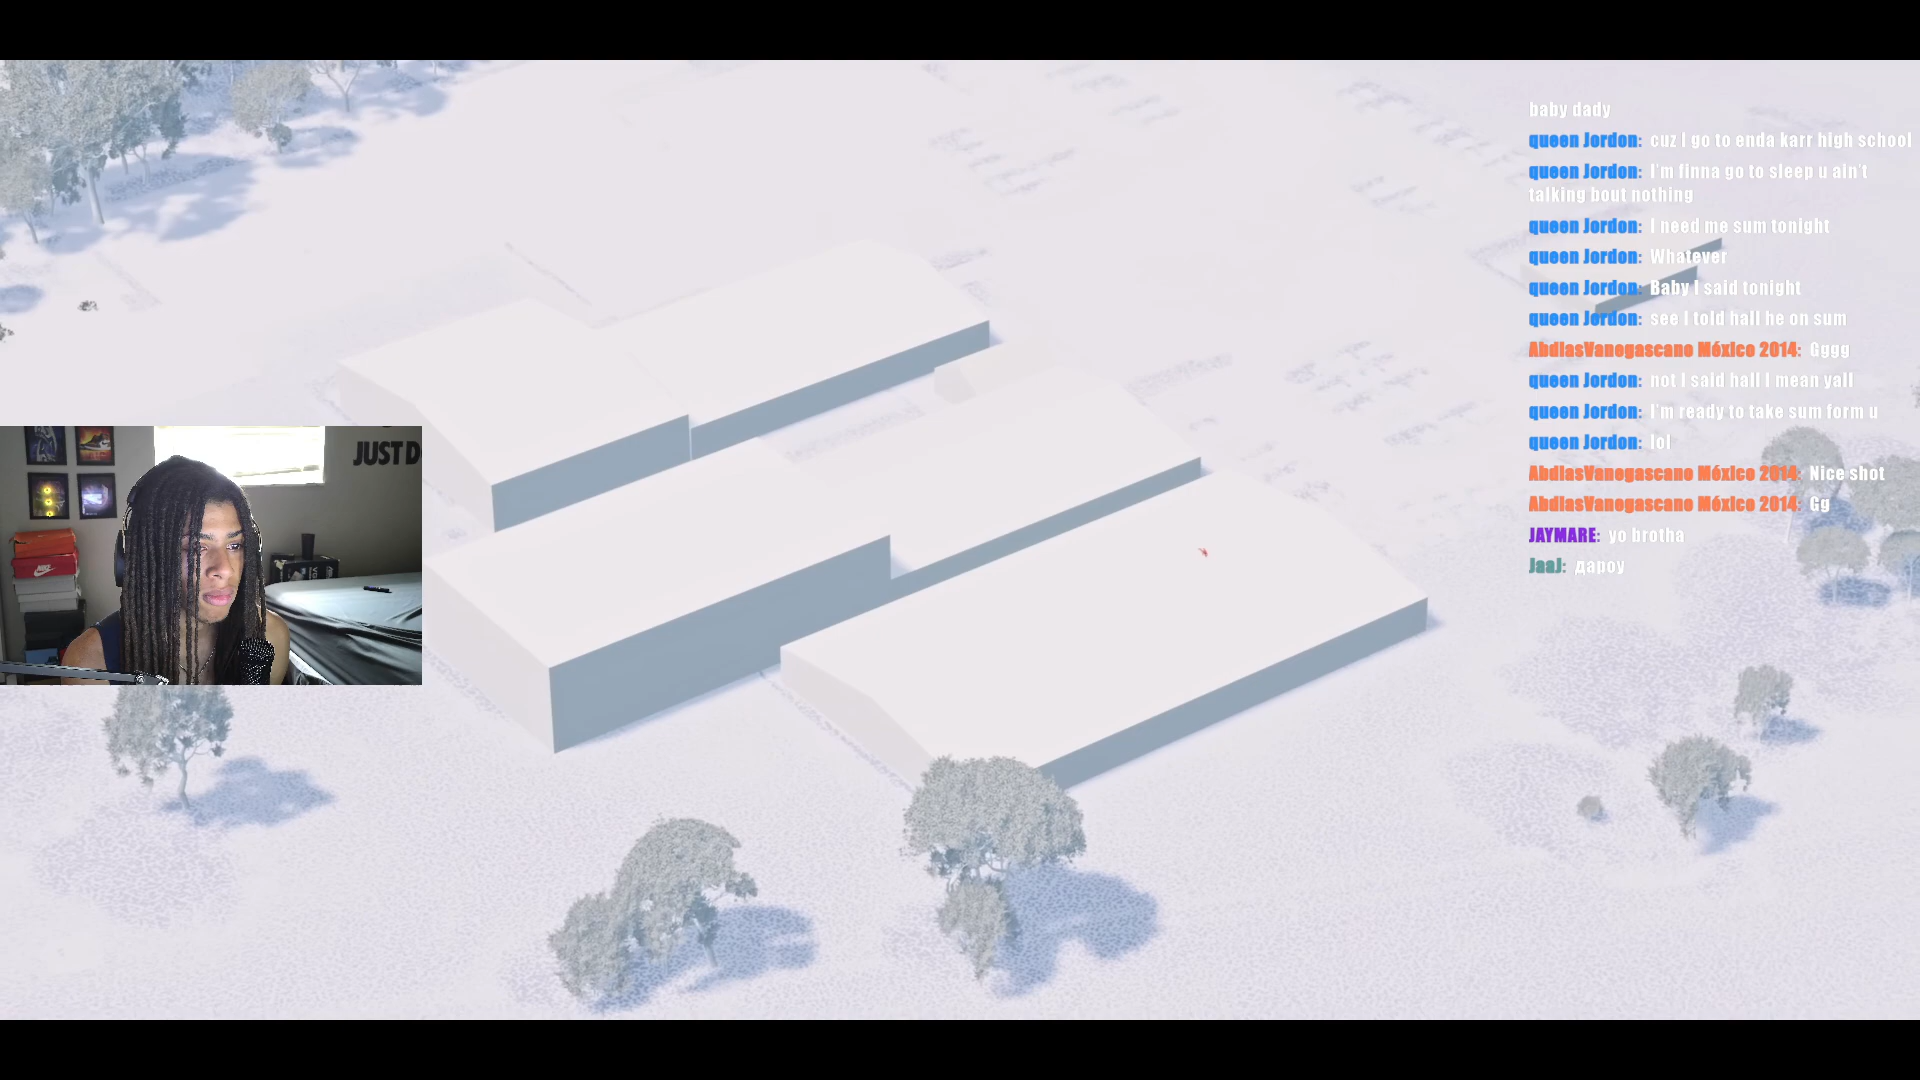 baby dady
queen Jordon: cuz I go to enda karr high school
queen Jordon: I'm finna go to sleep u ain't
talking bout nothing
queen Jordon: I need me sum tonight
queen Jordon: Whatever
queen Jordon: Baby I said tonight
queen Jordon: see I told hall he on sum
AbdiasVanegascano México 2014: Gggg
queen Jordon: not I said hall I mean yall
queen Jordon: I'm ready to take sum form u
queen Jordon: lol
AbdiasVanegascano México 2014: Nice shot
AbdiasVanegascano México 2014: Gg
JAYMARE: yo brotha
JaaJ: дароу
JUST D